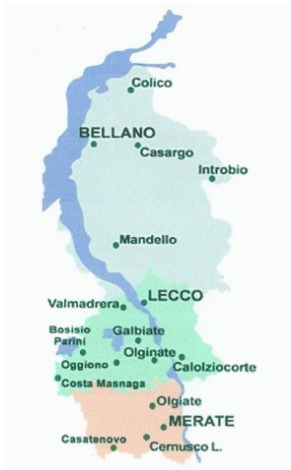 Colico
BELLANO
Casargo
Introbio
Mandello
LECCO
Valmadrera
Bosisio
Parini
Galbiate
Olginate
Oggiono
Calolziocorte
Costa Masnaga
Olgiate
MERATE
Casatenovo
Cernusco L.